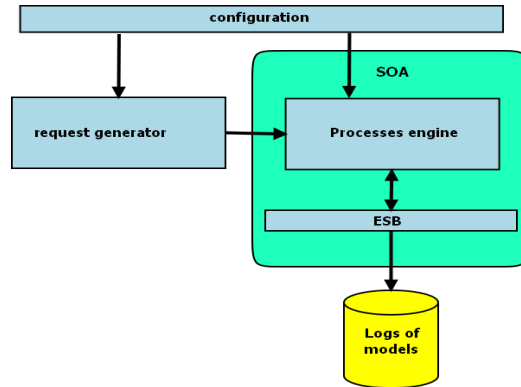 configuration
SOA
request generator
Processes engine
ESB
Logs of
models